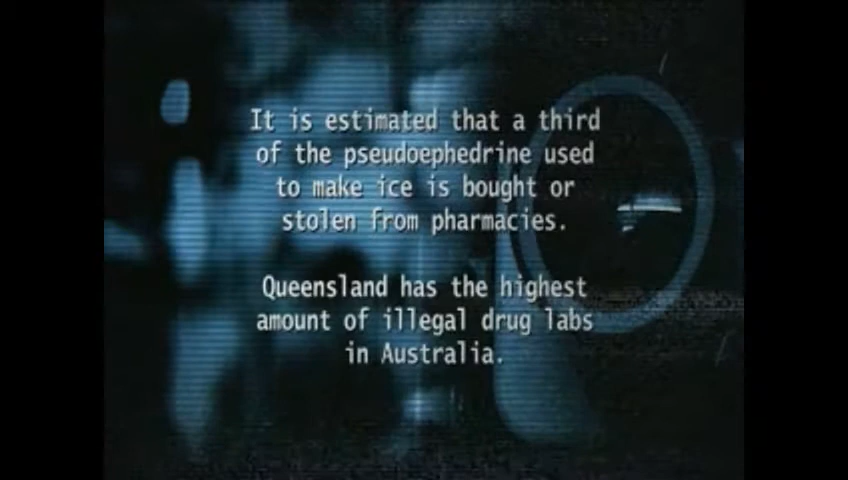 It is estimated that a third
of the pseudoephedrine used
to make ice is bought or
stolen from pharmacies.
Queensland has the highest
amount of illegal drug labs
in Australia.